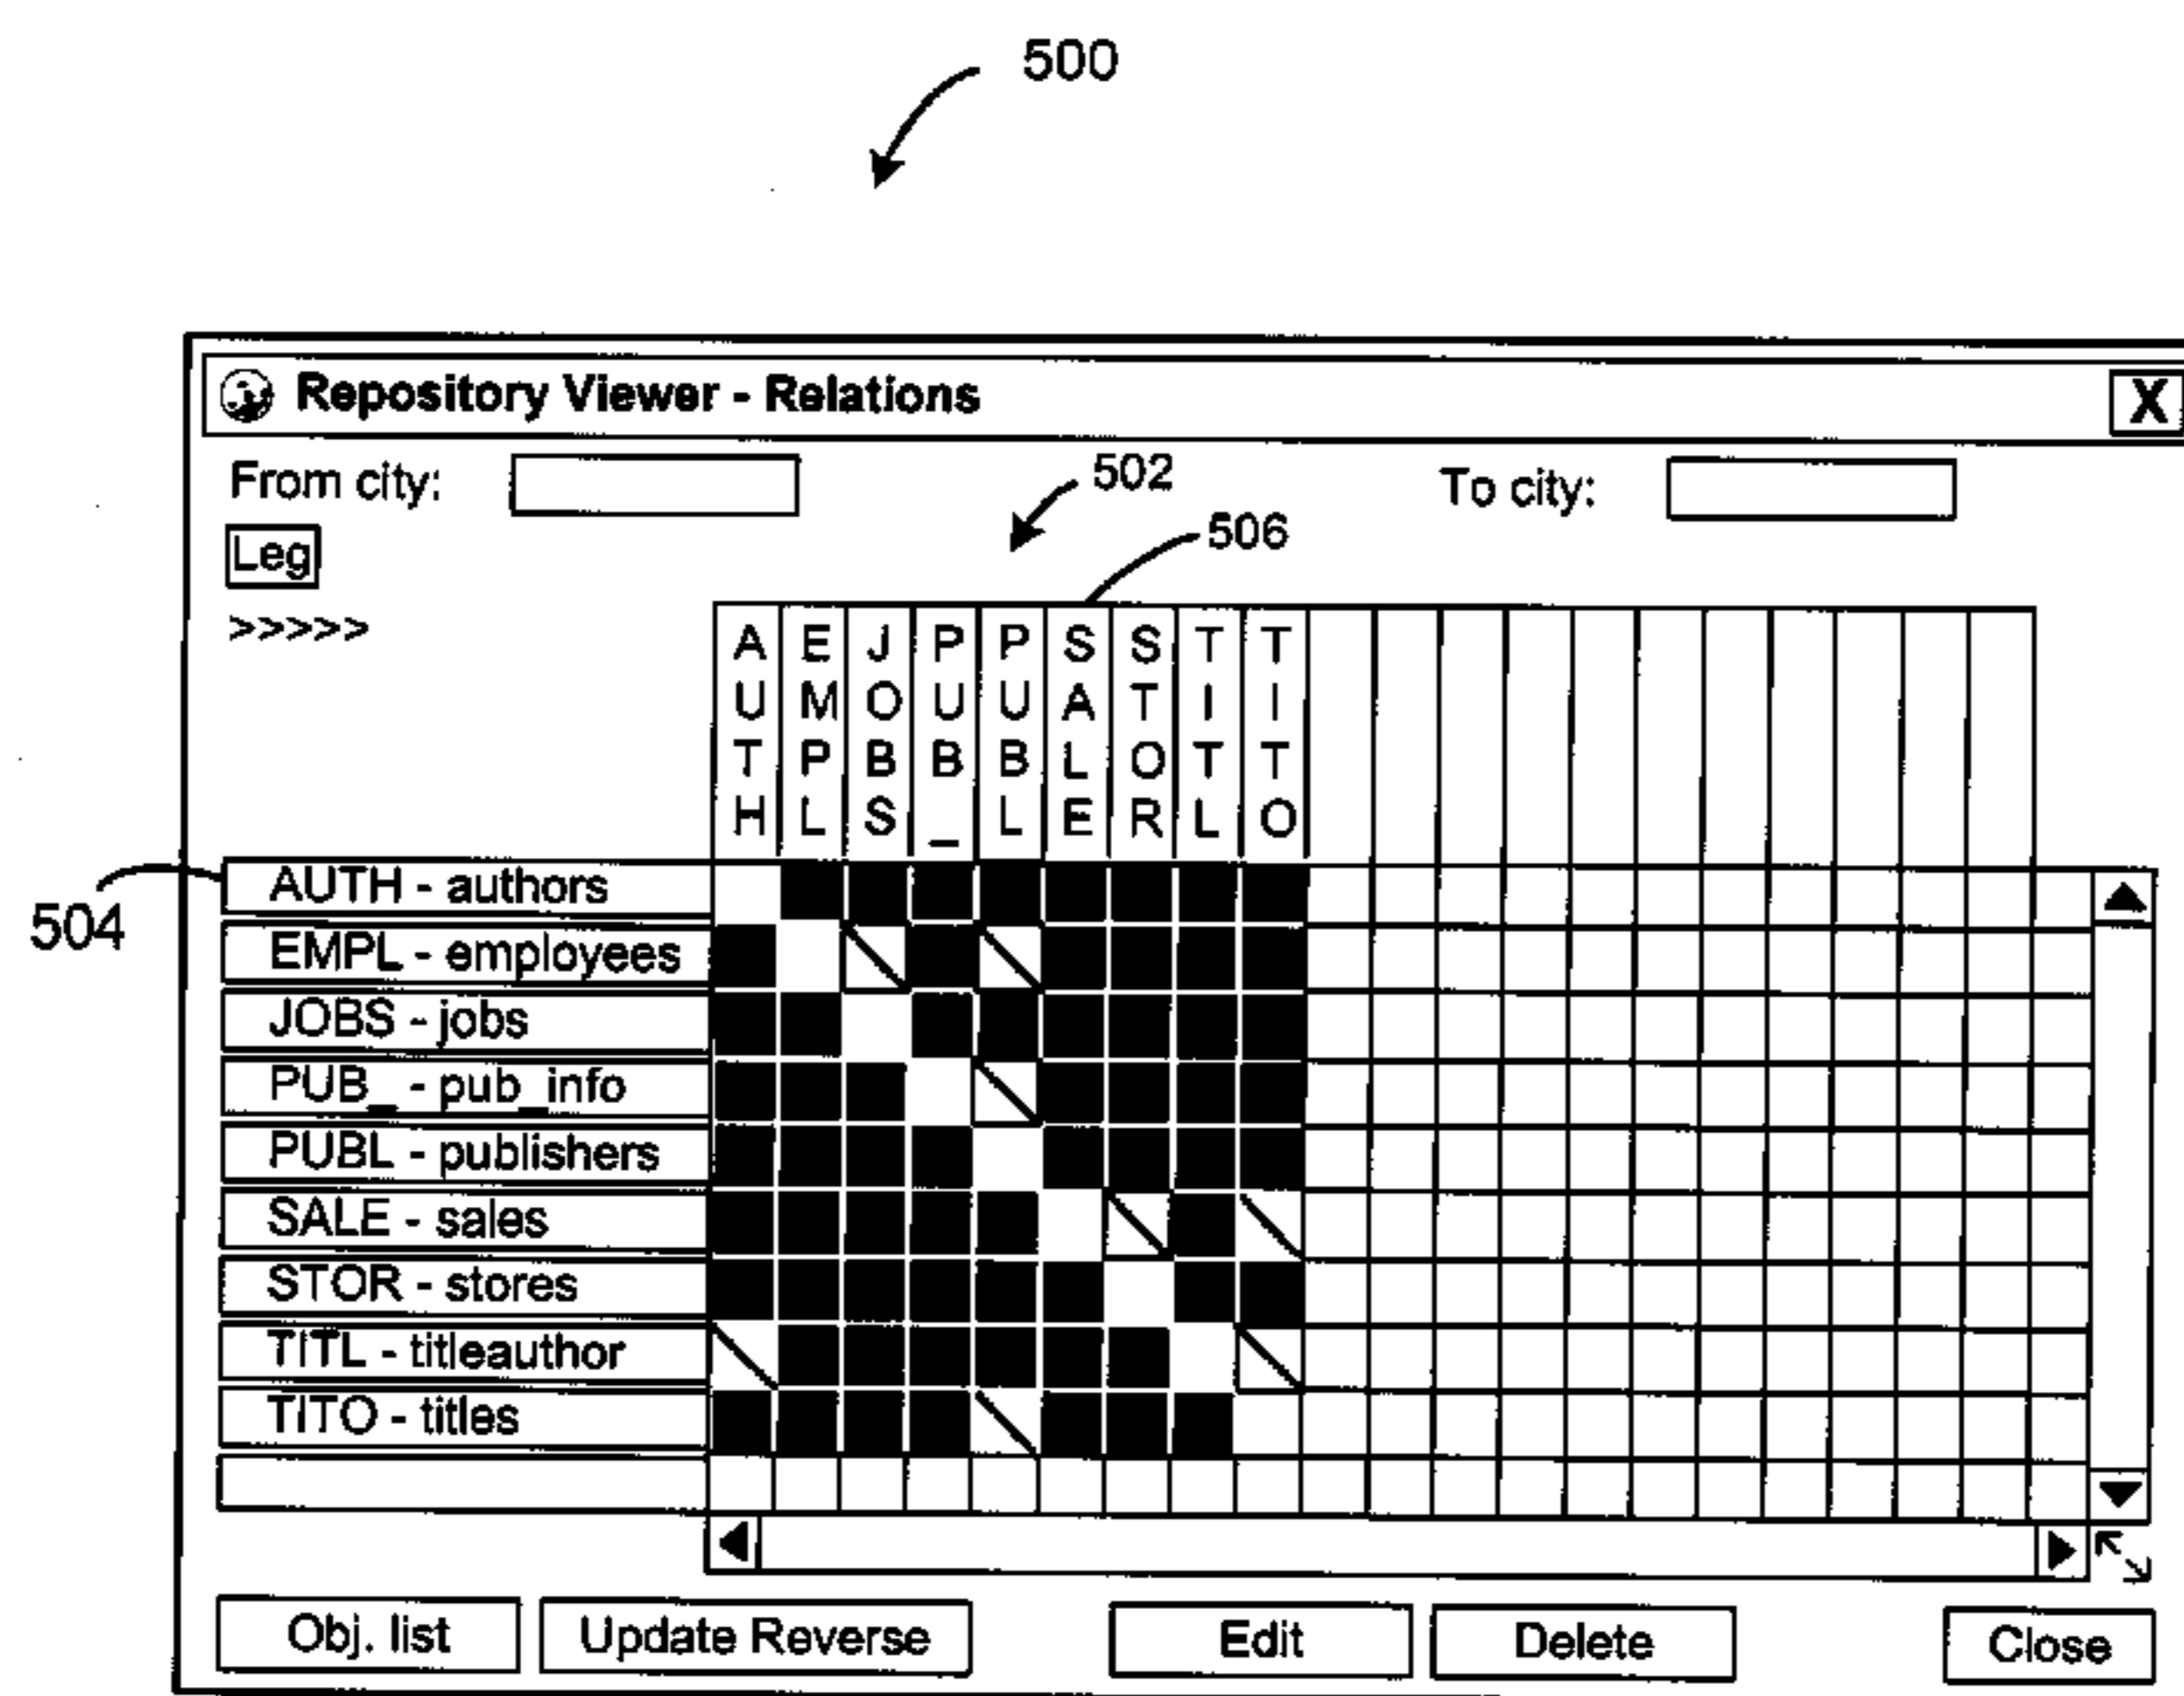 500
Repository Viewer - Relations X
From city: 502 To city:
506
Leg
>>>>>
A E J P P S S T T
U M O U U A T I I
T P B B B L O T T
H L S _ L E R L O
504
AUTH - authors
EMPL - employees
JOBS - jobs
PUB_ - pub_info
PUBL - publishers
SALE - sales
STOR - stores
TITL - titleauthor
TITO - titles
Obj. list Update Reverse Edit Delete Close